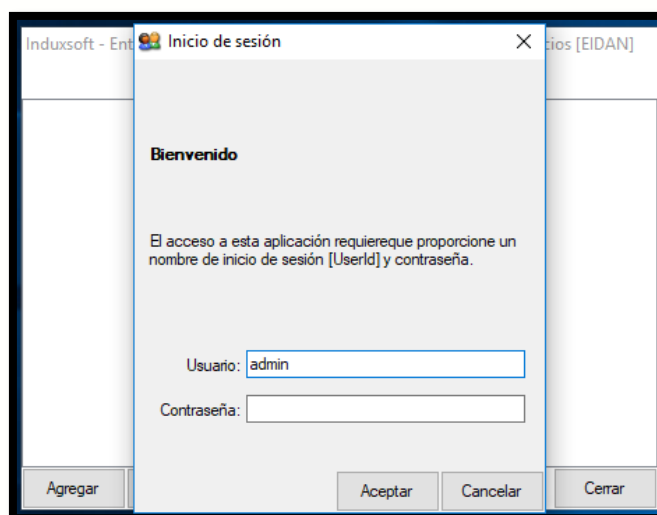 Induxsoft - Ent
Inicio de sesión
cios [EIDAN]
Bienvenido
El acceso a esta aplicación requiereque proporcione un
nombre de inicio de sesión [UserId] y contraseña.
Usuario: admin
Contraseña:
Agregar
Aceptar
Cancelar
Cerrar